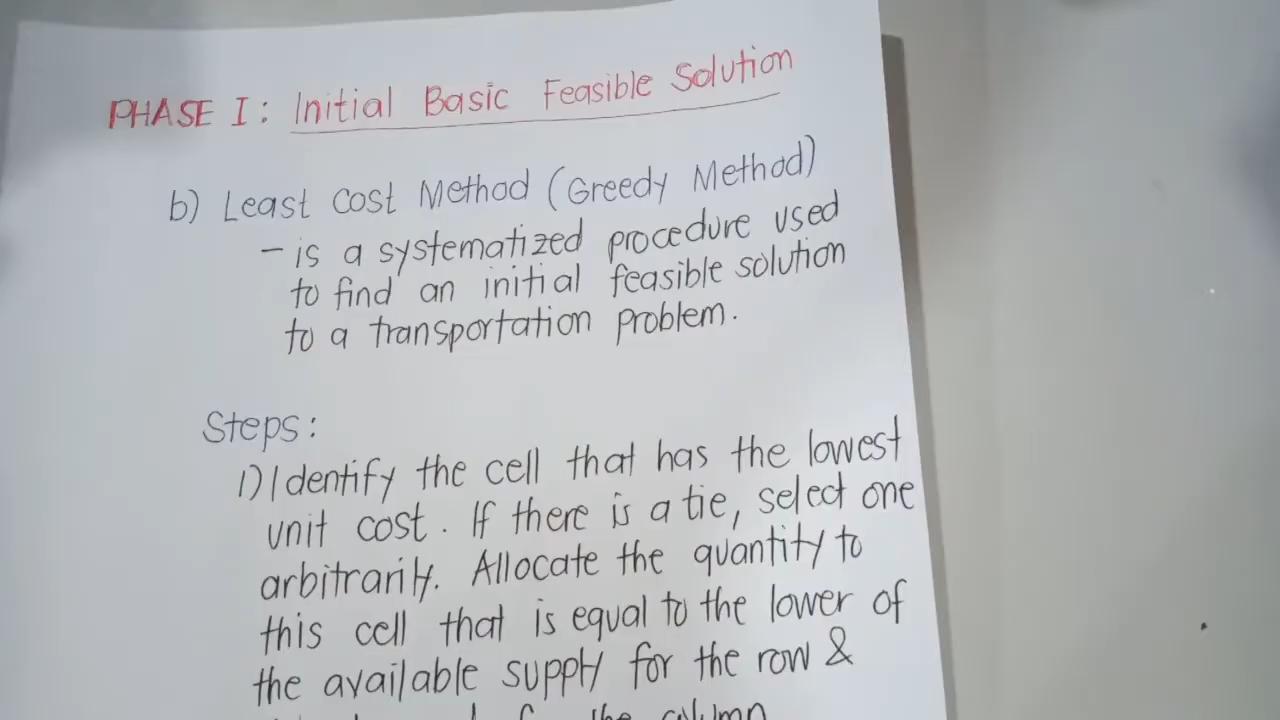 PHASE I: Initial Basic Feasible Solution
b) Least Cost Method (Greedy Method)
- is a systematized procedure used
to find an initial feasible solution
to a transportation problem.
Steps:
1) Identify the cell that has the lowest
unit cost. If there is a tie, select one
arbitrarily. Allocate the quantity to
this cell that is equal to the lower of
the available supply for the row &
the column